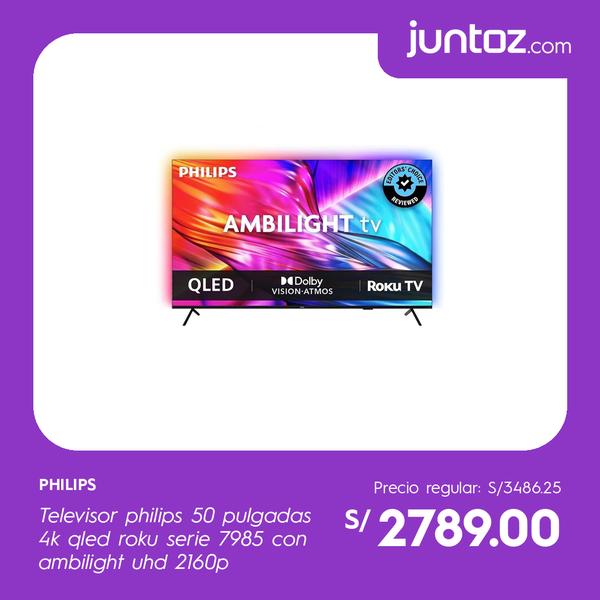 juntoz.com
PHILIPS
EDITORS' CHOICE
REVIEWED
AMBILIGHT tv
QLED
Dolby
VISION·ATMOS
Roku TV
PHILIPS
Televisor philips 50 pulgadas
4k qled roku serie 7985 con
ambilight uhd 2160p
Precio regular: S/3486.25
S/ 2789.00